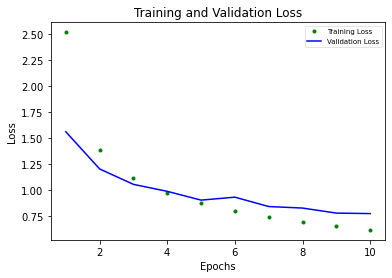 Training and Validation Loss
Training Loss
Validation Loss
2.50
2.25
2.00
1.75
1.50
1.25
1.00
0.75
Loss
2 4 6 8 10
Epochs